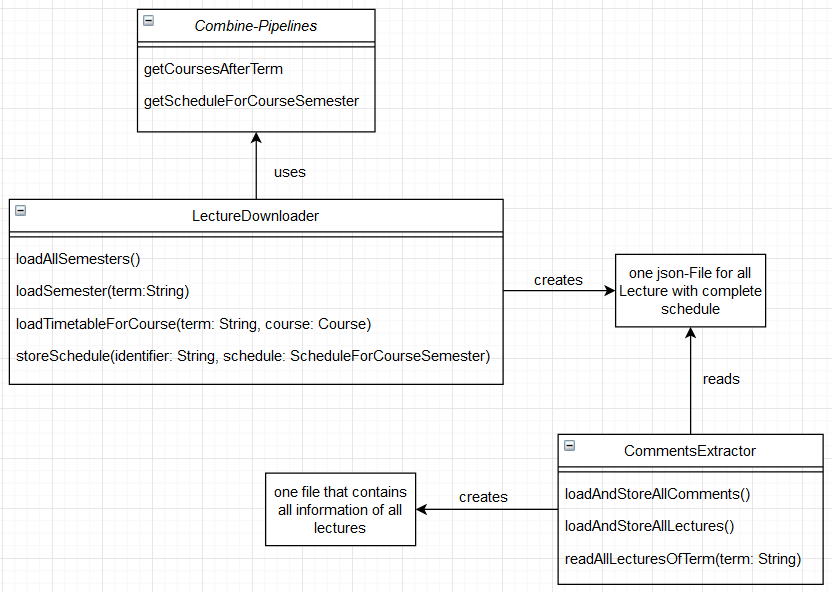 Combine-Pipelines
getCoursesAfterTerm
getScheduleForCourseSemester
uses
LectureDownloader
loadAllSemesters()
loadSemester(term:String)
loadTimetableForCourse(term: String, course: Course)
storeSchedule(identifier: String, schedule: ScheduleForCourseSemester)
creates
one json-File for all
Lecture with complete
schedule
reads
CommentsExtractor
loadAndStoreAllComments()
loadAndStoreAllLectures()
readAllLecturesOfTerm(term: String)
creates
one file that contains
all information of all
lectures